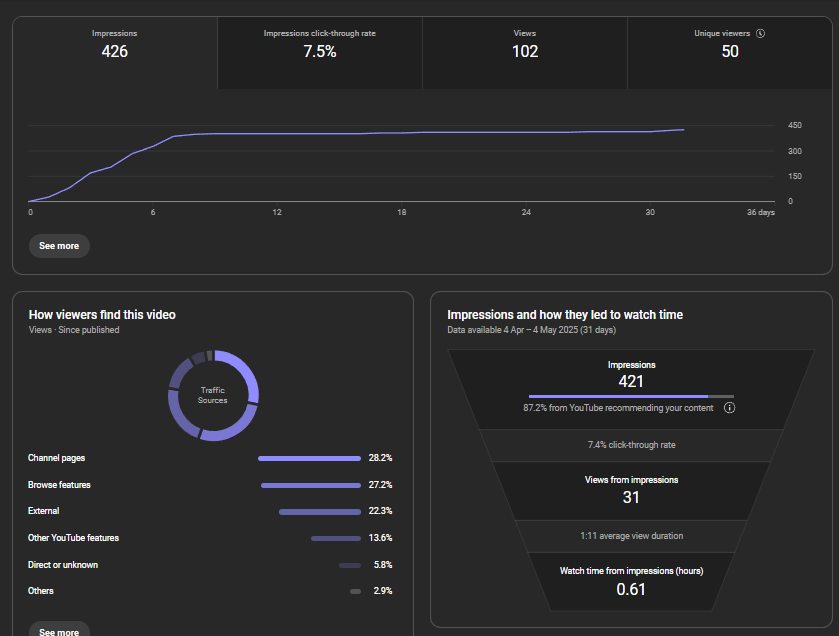 Impressions
426
Impressions click-through rate
7.5%
Views
102
Unique viewers
50
450
300
150
0
0
6
12
18
24
30
36 days
See more
How viewers find this video
Views · Since published
Traffic
Sources
Channel pages 28.2%
Browse features 27.2%
External 22.3%
Other YouTube features 13.6%
Direct or unknown 5.8%
Others 2.9%
See more
Impressions and how they led to watch time
Data available 4 Apr – 4 May 2025 (31 days)
Impressions
421
87.2% from YouTube recommending your content
7.4% click-through rate
Views from impressions
31
1:11 average view duration
Watch time from impressions (hours)
0.61